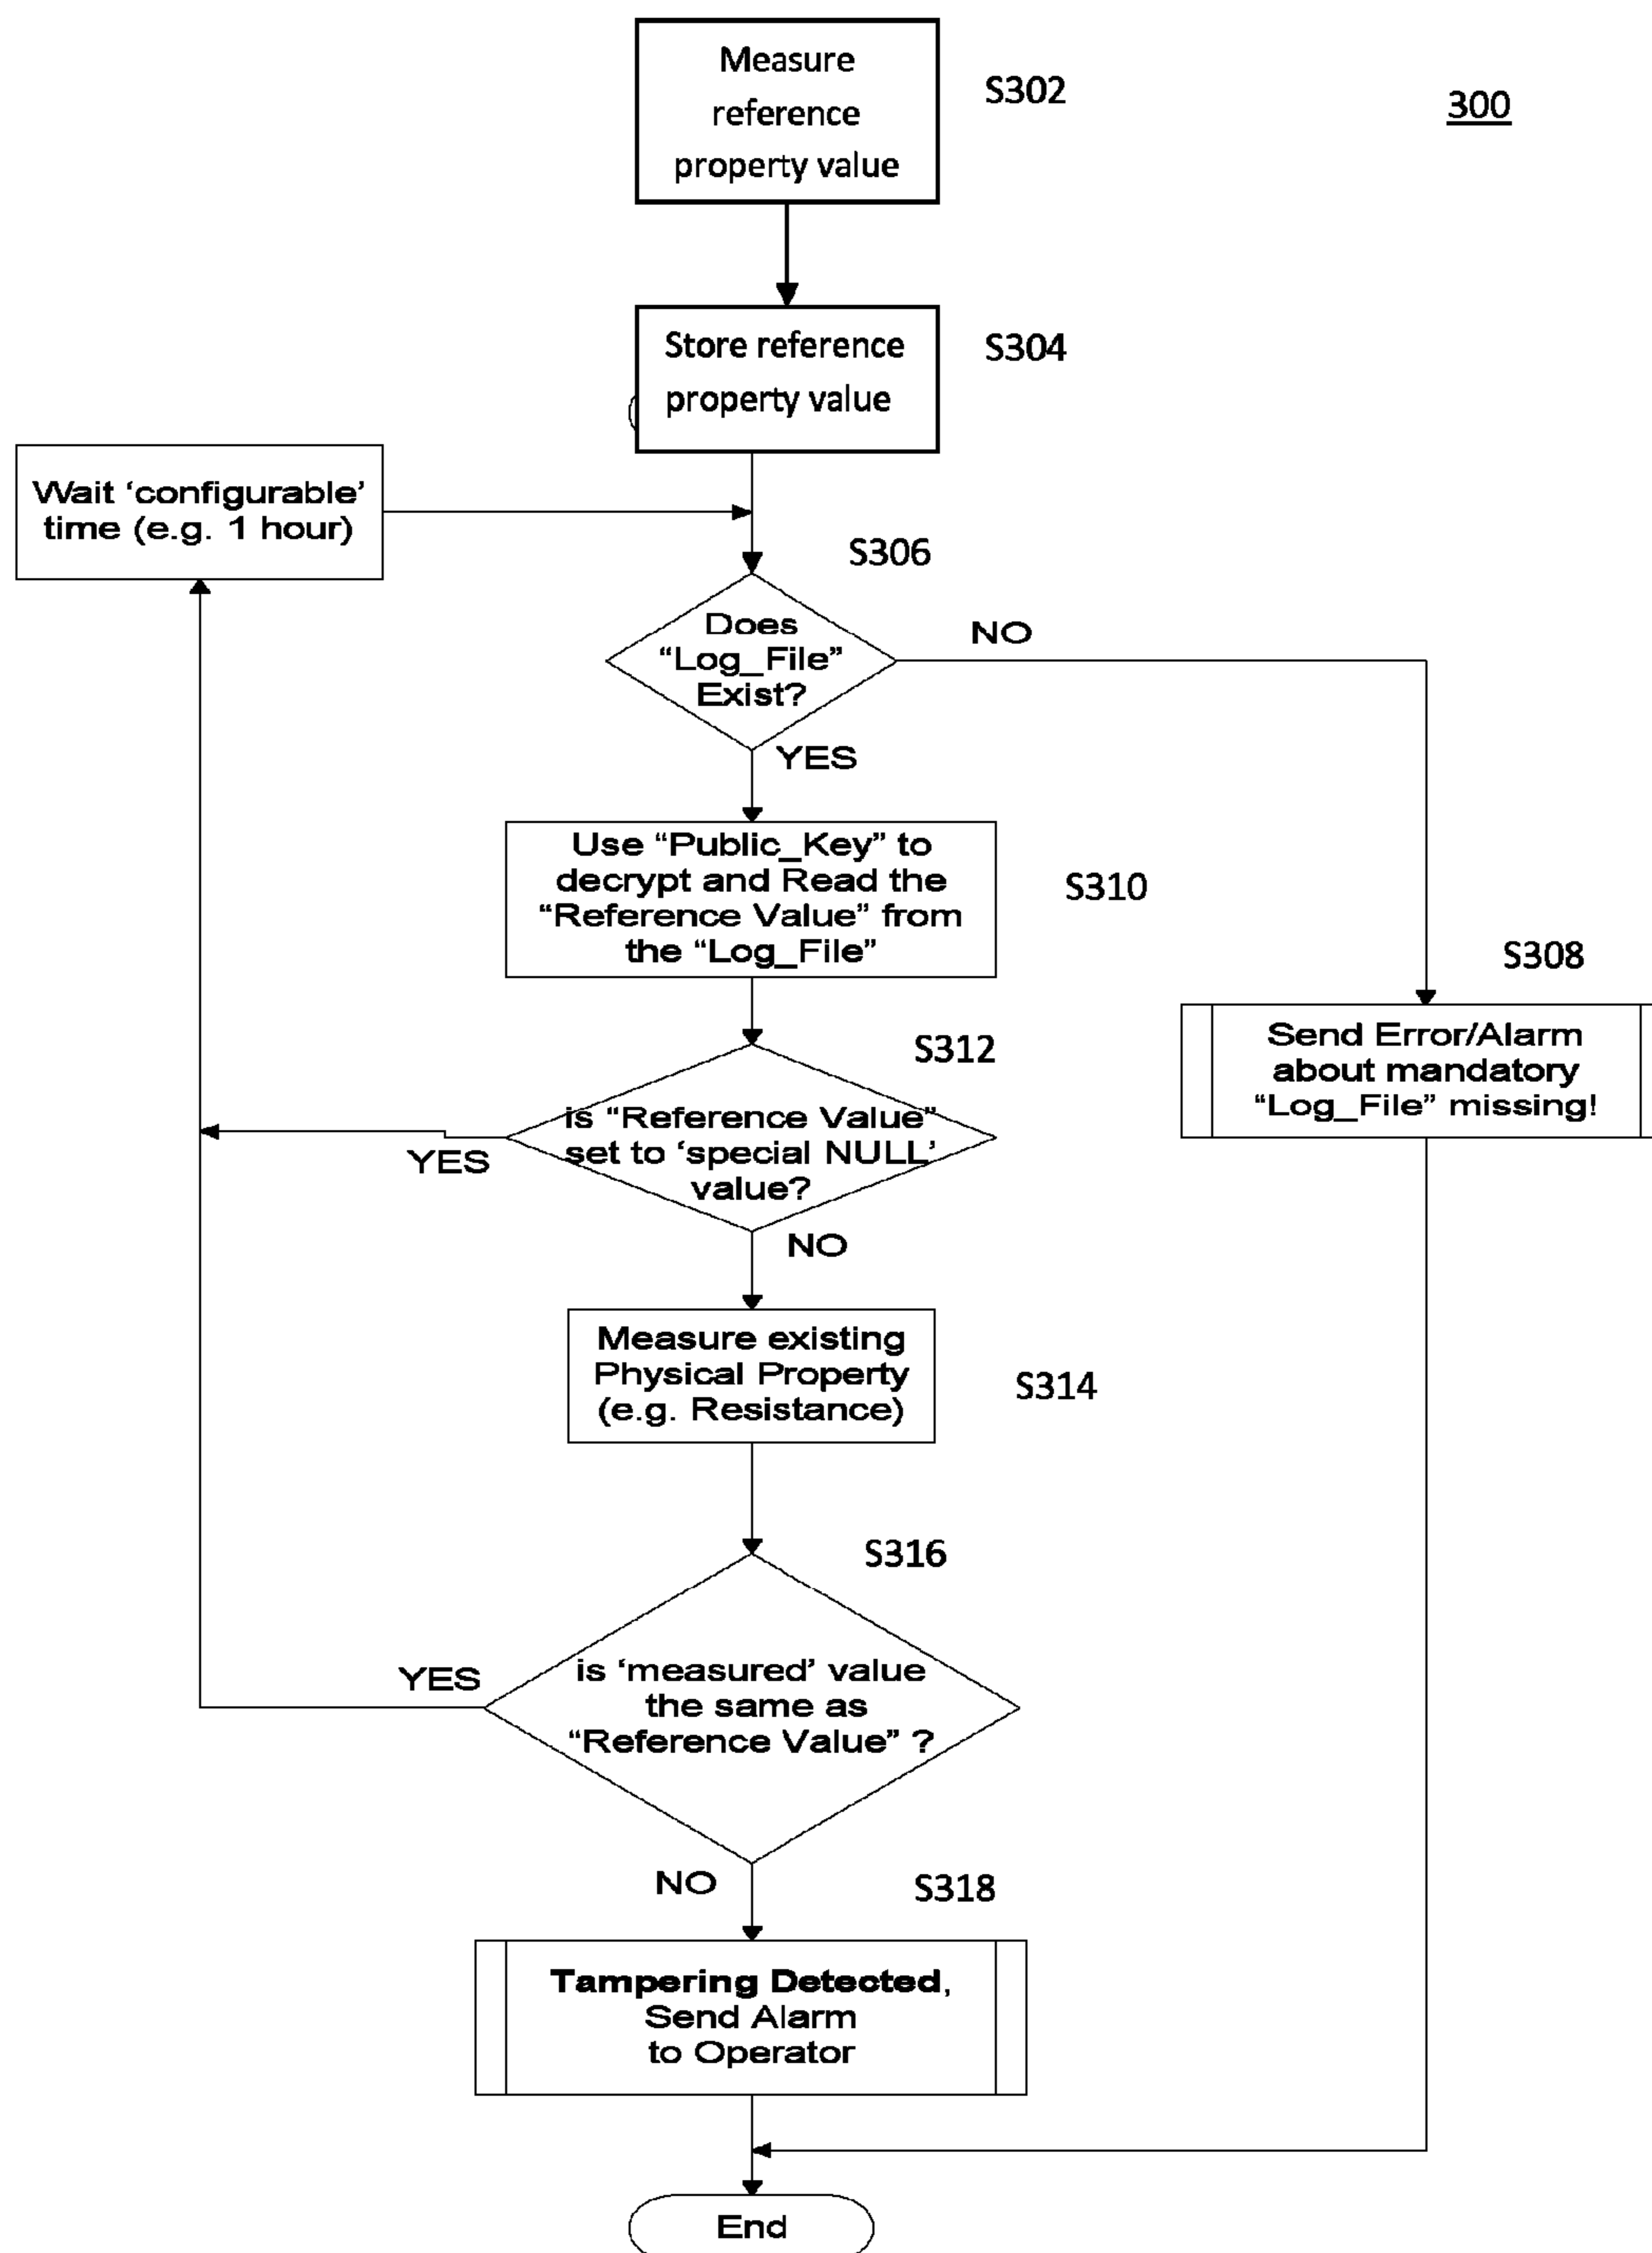 Measure
reference
property value
S302
300
Store reference
property value
S304
Wait ‘configurable’
time (e.g. 1 hour)
S306
Does
“Log_File”
Exist?
NO
YES
Use “Public_Key” to
decrypt and Read the
“Reference Value” from
the “Log_File”
S310
S308
Send Error/Alarm
about mandatory
“Log_File” missing!
S312
is “Reference Value”
set to ‘special NULL’
value?
YES
NO
Measure existing
Physical Property
(e.g. Resistance)
S314
S316
is ‘measured’ value
the same as
“Reference Value” ?
YES
NO
S318
Tampering Detected,
Send Alarm
to Operator
End